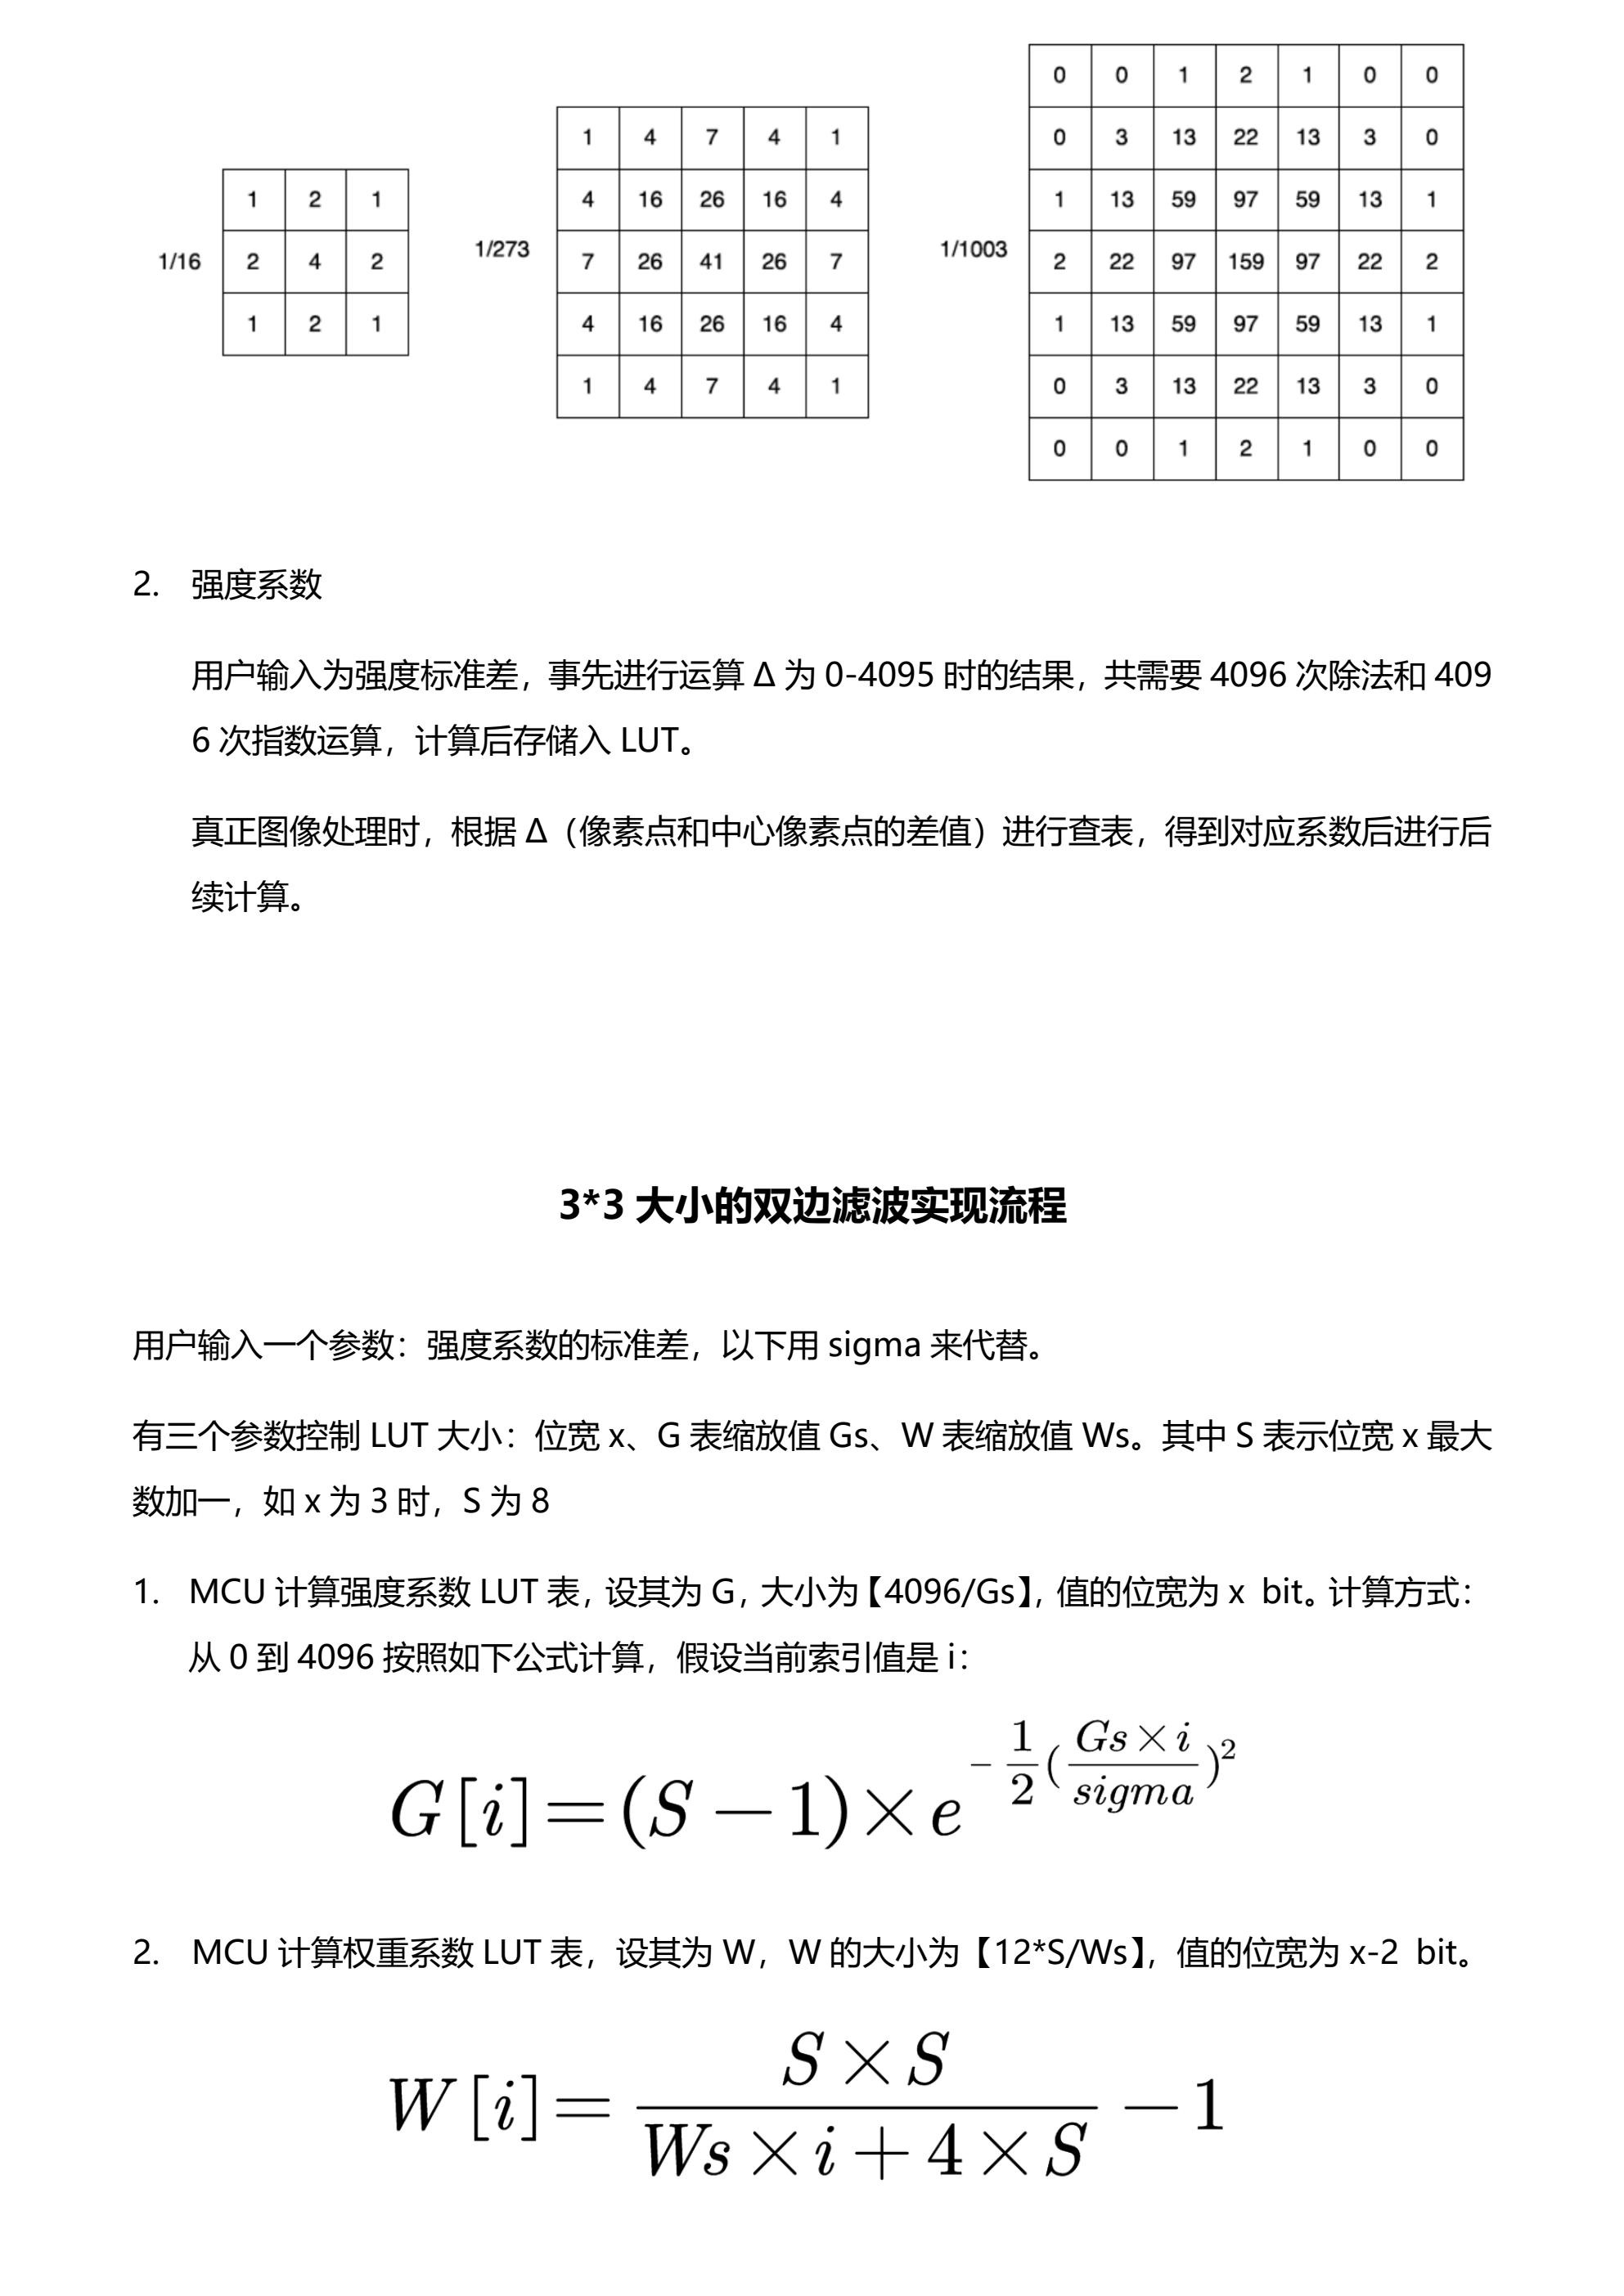 1/16
1 2 1
2 4 2
1 2 1
1/273
1 4 7 4 1
4 16 26 16 4
7 26 41 26 7
4 16 26 16 4
1 4 7 4 1
1/1003
0 0 1 2 1 0 0
0 3 13 22 13 3 0
1 13 59 97 59 13 1
2 22 97 159 97 22 2
1 13 59 97 59 13 1
0 3 13 22 13 3 0
0 0 1 2 1 0 0
2. 强度系数
用户输入为强度标准差，事先进行运算 Δ 为 0-4095 时的结果，共需要 4096 次除法和 409
6 次指数运算，计算后存储入 LUT。
真正图像处理时，根据 Δ（像素点和中心像素点的差值）进行查表，得到对应系数后进行后
续计算。
3*3 大小的双边滤波实现流程
用户输入一个参数：强度系数的标准差，以下用 sigma 来代替。
有三个参数控制 LUT 大小：位宽 x、G 表缩放值 Gs、W 表缩放值 Ws。其中 S 表示位宽 x 最大
数加一，如 x 为 3 时，S 为 8
1. MCU 计算强度系数 LUT 表，设其为 G，大小为【4096/Gs】，值的位宽为 x bit。计算方式：
从 0 到 4096 按照如下公式计算，假设当前索引值是 i：
G[i]=(S−1)×e^{−\frac{1}{2}(\frac{Gs×i}{sigma})^2}
2. MCU 计算权重系数 LUT 表，设其为 W，W 的大小为【12*S/Ws】，值的位宽为 x-2 bit。
W[i]=\frac{S×S}{Ws×i+4×S}−1